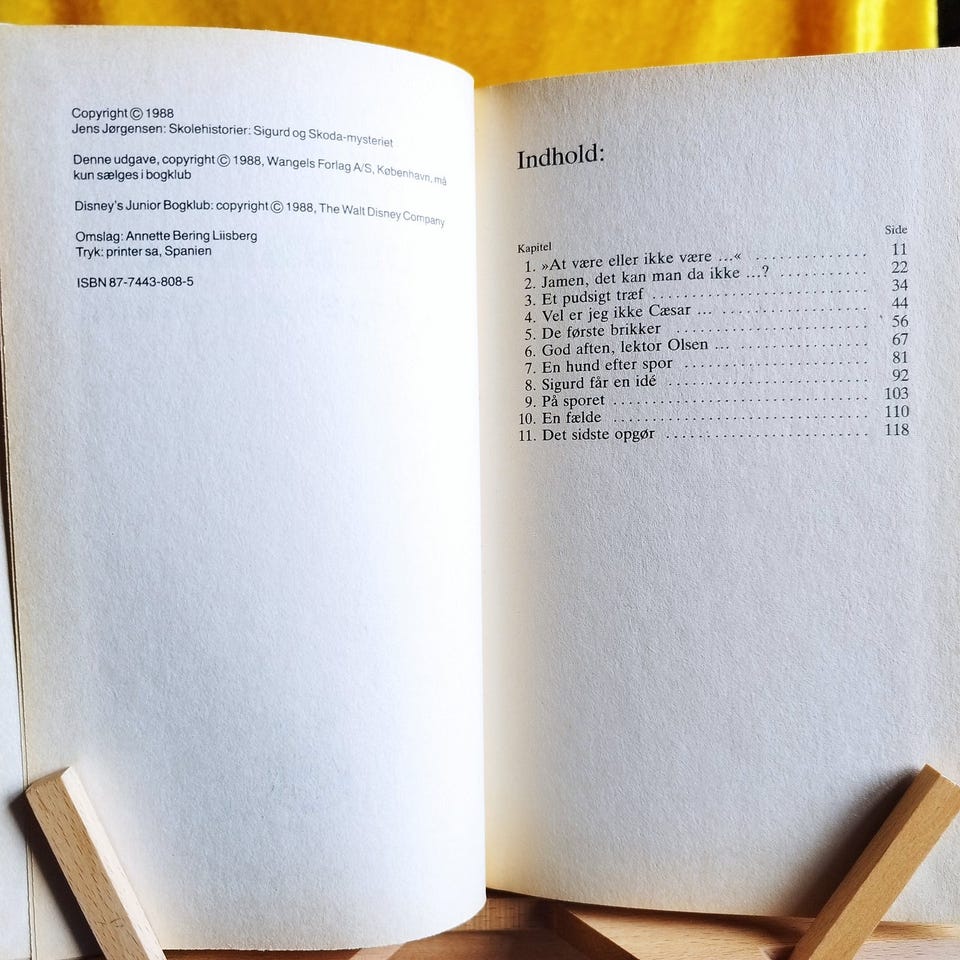 Copyright © 1988
Jens Jørgensen: Skolehistorier: Sigurd og Skoda-mysteriet
Denne udgave, copyright © 1988, Wangels Forlag A/S, København, må
kun sælges i bogklub
Disney's Junior Bogklub: copyright © 1988, The Walt Disney Company
Omslag: Annette Bering Liisberg
Tryk: printer sa, Spanien
ISBN 87-7443-808-5
Indhold:
Kapitel Side
1. »At være eller ikke være ...« . . . . . . . . . . . . . . 11
2. Jamen, det kan man da ikke ...? . . . . . . . . . . . 22
3. Et pudsigt træf . . . . . . . . . . . . . . . . . . . . . . . . . . 34
4. Vel er jeg ikke Cæsar ... . . . . . . . . . . . . . . . . . . 44
5. De første brikker . . . . . . . . . . . . . . . . . . . . . . . . 56
6. God aften, lektor Olsen ... . . . . . . . . . . . . . . . . 67
7. En hund efter spor . . . . . . . . . . . . . . . . . . . . . . 81
8. Sigurd får en idé . . . . . . . . . . . . . . . . . . . . . . . . 92
9. På sporet . . . . . . . . . . . . . . . . . . . . . . . . . . . . . . 103
10. En fælde . . . . . . . . . . . . . . . . . . . . . . . . . . . . . . 110
11. Det sidste opgør . . . . . . . . . . . . . . . . . . . . . . . . 118